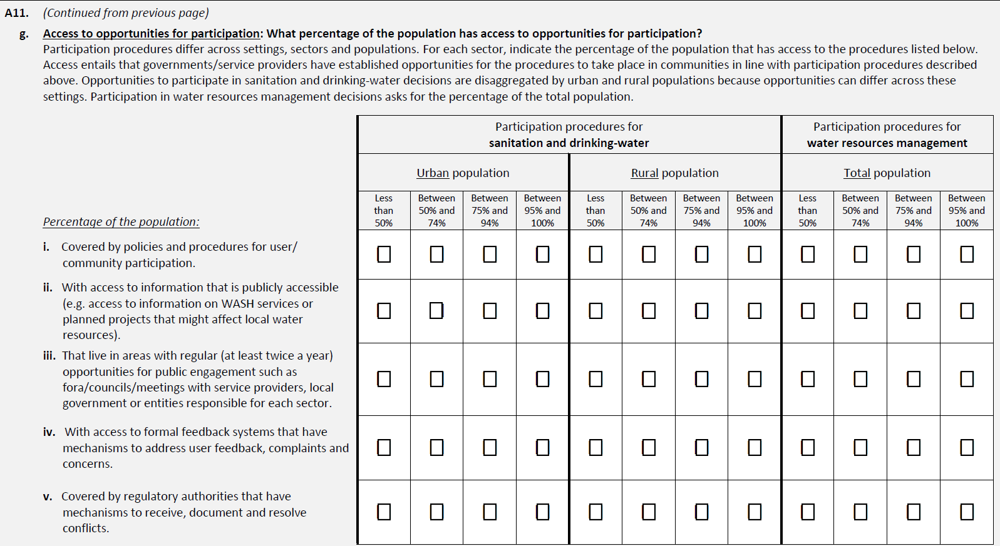 A11. (Continued from previous page)
g. Access to opportunities for participation: What percentage of the population has access to opportunities for participation?
Participation procedures differ across settings, sectors and populations. For each sector, indicate the percentage of the population that has access to the procedures listed below.
Access entails that governments/service providers have established opportunities for the procedures to take place in communities in line with participation procedures described
above. Opportunities to participate in sanitation and drinking-water decisions are disaggregated by urban and rural populations because opportunities can differ across these
settings. Participation in water resources management decisions asks for the percentage of the total population.
Participation procedures for
sanitation and drinking-water
Participation procedures for
water resources management
Urban population
Rural population
Total population
Percentage of the population:
Less
than
50%
Between
50% and
74%
Between
75% and
94%
Between
95% and
100%
Less
than
50%
Between
50% and
74%
Between
75% and
94%
Between
95% and
100%
Less
than
50%
Between
50% and
74%
Between
75% and
94%
Between
95% and
100%
i. Covered by policies and procedures for user/
community participation.
ii. With access to information that is publicly accessible
(e.g. access to information on WASH services or
planned projects that might affect local water
resources).
iii. That live in areas with regular (at least twice a year)
opportunities for public engagement such as
fora/councils/meetings with service providers, local
government or entities responsible for each sector.
iv. With access to formal feedback systems that have
mechanisms to address user feedback, complaints and
concerns.
v. Covered by regulatory authorities that have
mechanisms to receive, document and resolve
conflicts.